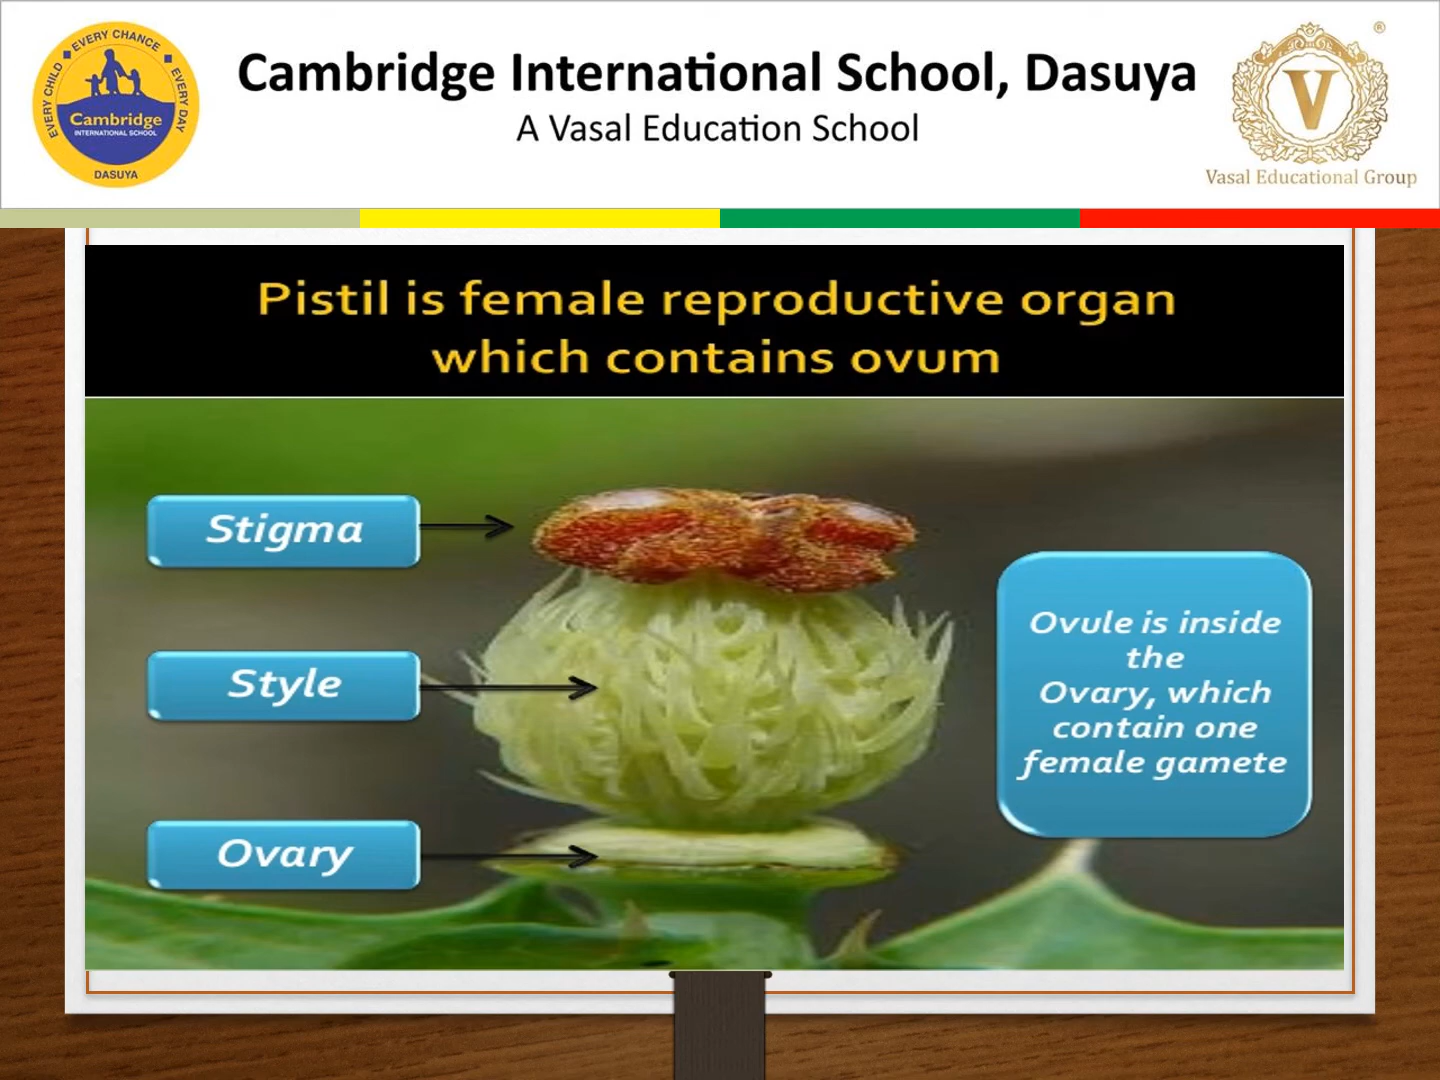 EVERY CHILD • EVERY CHANCE • EVERY DAY
Cambridge
INTERNATIONAL SCHOOL
DASUYA
Cambridge International School, Dasuya
A Vasal Education School
®
V
Vasal Educational Group
Pistil is female reproductive organ
which contains ovum
Stigma
Style
Ovary
Ovule is inside
the
Ovary, which
contain one
female gamete